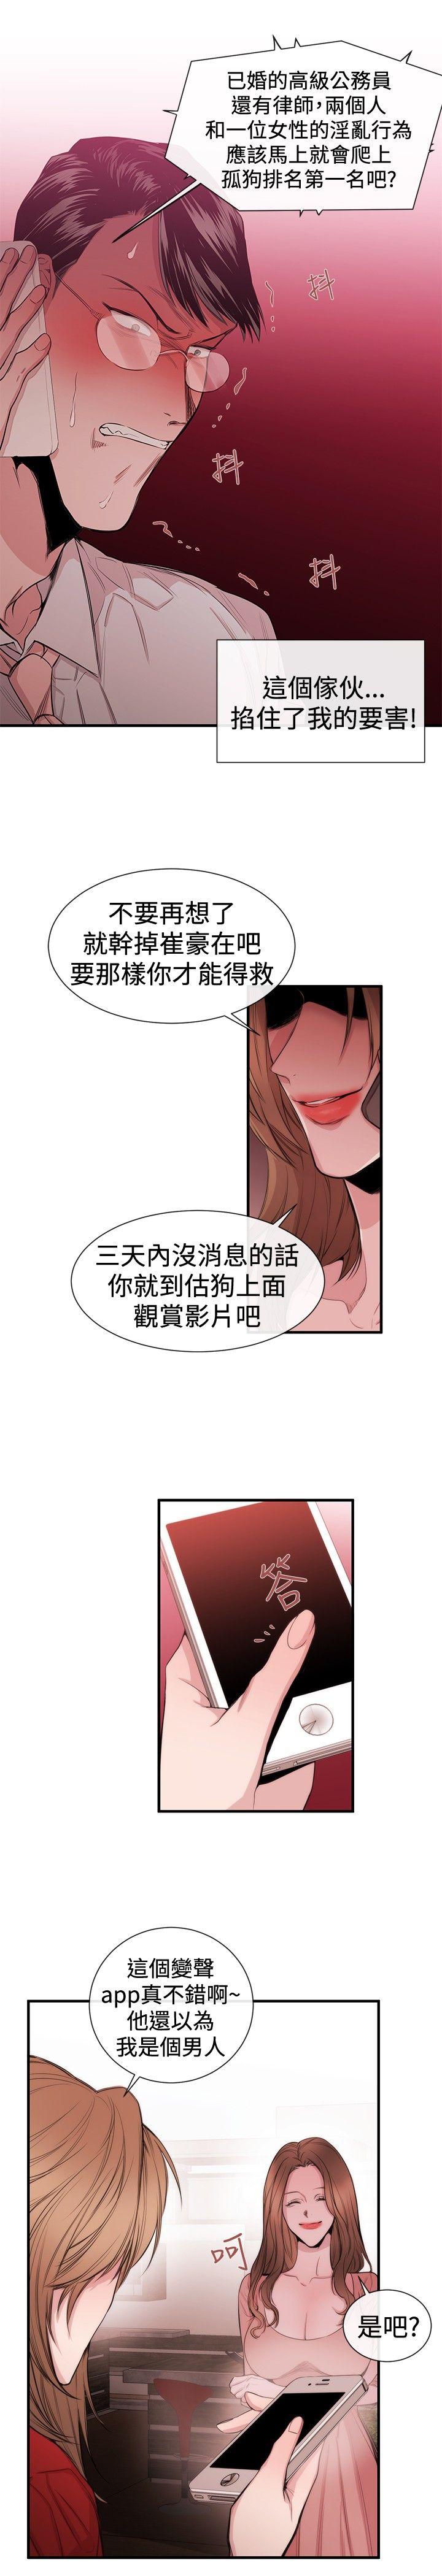 已婚的高級公務員
還有律師，兩個人
和一位女性的淫亂行為
應該馬上就會爬上
孤狗排名第一名吧?
抖
抖
抖
這個傢伙...
掐住了我的要害!
不要再想了
就幹掉崔豪在吧
要那樣你才能得救
三天內沒消息的話
你就到估狗上面
觀賞影片吧
答
這個變聲
app真不錯啊~
他還以為
我是個男人
呵
是吧?